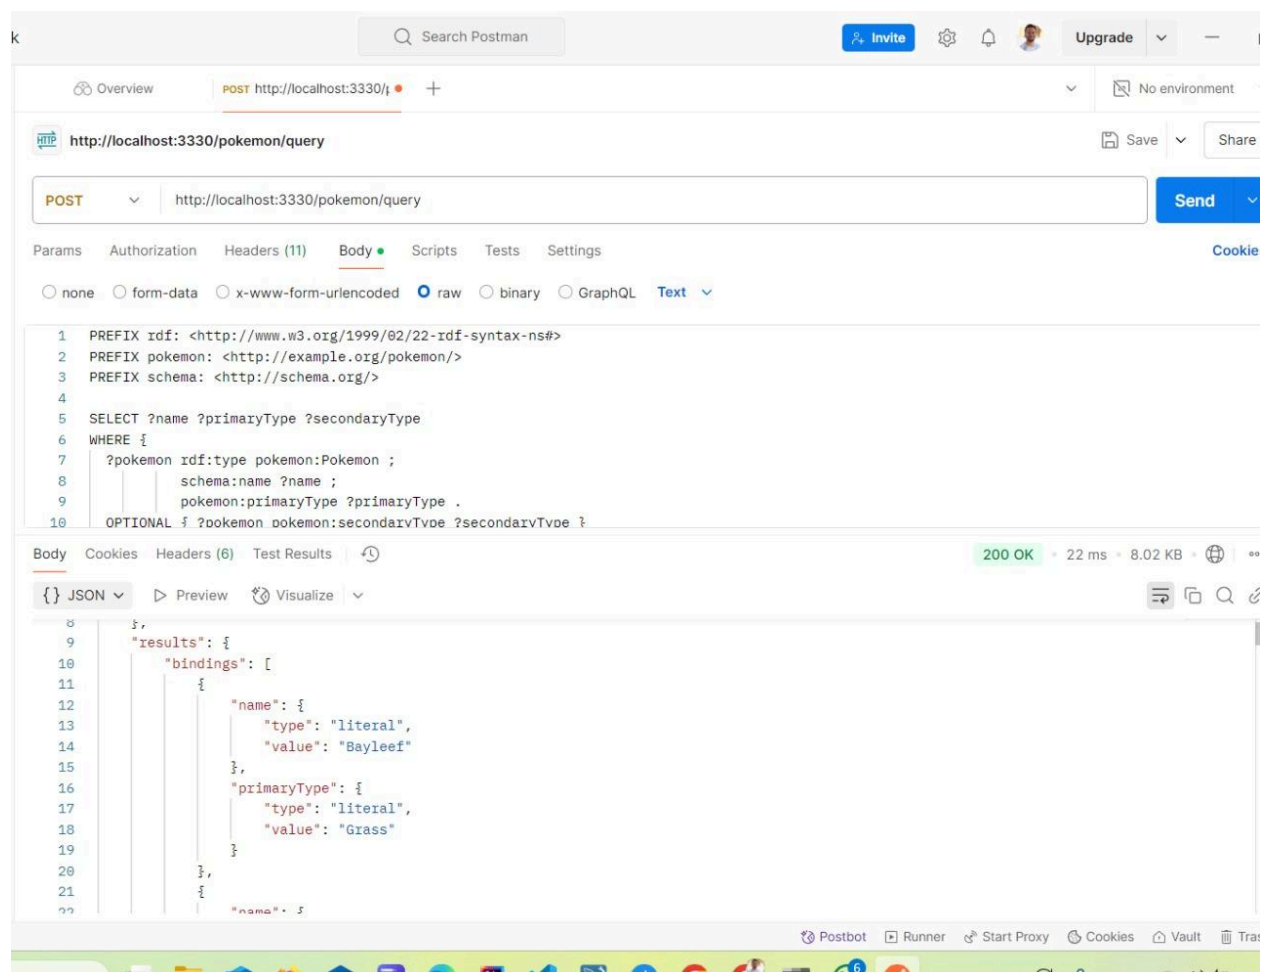 k
Search Postman
Invite
Upgrade
Overview
POST http://localhost:3330/p
No environment
HTTP http://localhost:3330/pokemon/query
Save
Share
POST http://localhost:3330/pokemon/query
Send
Params Authorization Headers (11) Body Scripts Tests Settings
Cookie
none form-data x-www-form-urlencoded raw binary GraphQL Text
1 PREFIX rdf: <http://www.w3.org/1999/02/22-rdf-syntax-ns#>
2 PREFIX pokemon: <http://example.org/pokemon/>
3 PREFIX schema: <http://schema.org/>
4
5 SELECT ?name ?primaryType ?secondaryType
6 WHERE {
7 ?pokemon rdf:type pokemon:Pokemon ;
8 schema:name ?name ;
9 pokemon:primaryType ?primaryType .
10 OPTIONAL { ?pokemon pokemon:secondaryType ?secondaryType }
Body Cookies Headers (6) Test Results
200 OK 22 ms 8.02 KB
{} JSON Preview Visualize
8 },
9 "results": {
10 "bindings": [
11 {
12 "name": {
13 "type": "literal",
14 "value": "Bayleef"
15 },
16 "primaryType": {
17 "type": "literal",
18 "value": "Grass"
19 }
20 },
21 {
22 "name": {
Postbot Runner Start Proxy Cookies Vault Tra
6